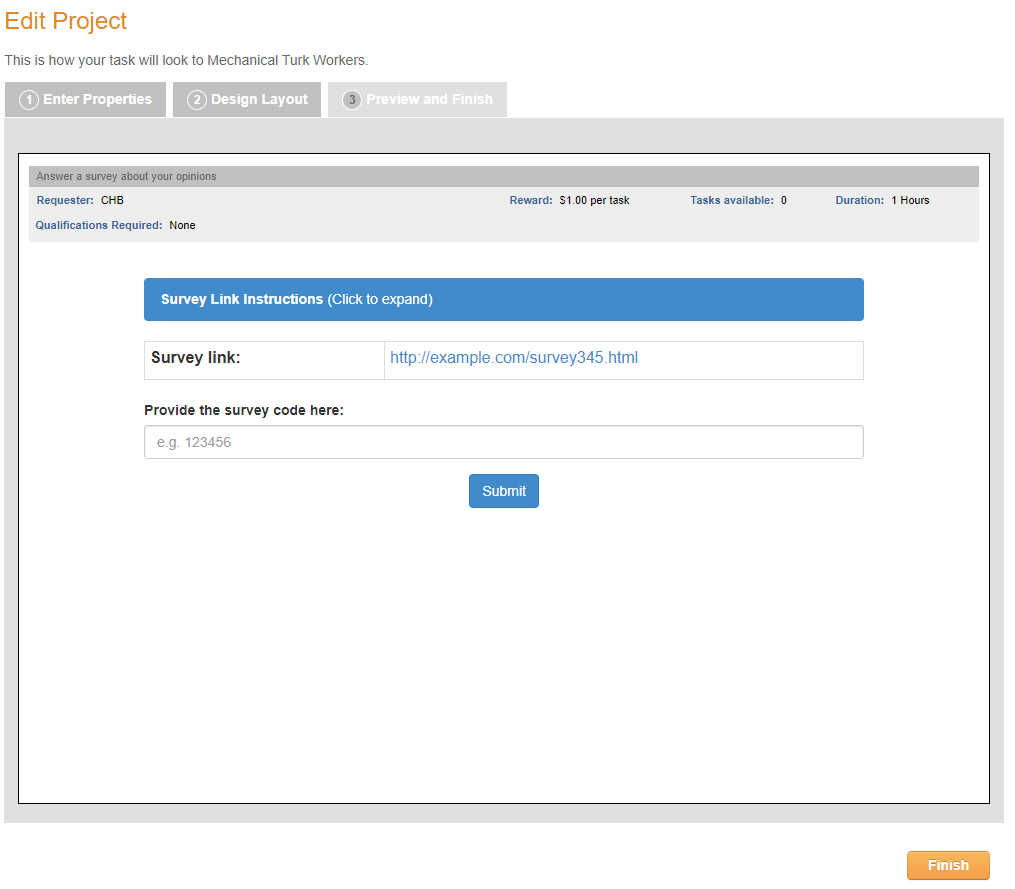 Edit Project
This is how your task will look to Mechanical Turk Workers.
1 Enter Properties 2 Design Layout 3 Preview and Finish
Answer a survey about your opinions
Requester: CHB Reward: $1.00 per task Tasks available: 0 Duration: 1 Hours
Qualifications Required: None
Survey Link Instructions (Click to expand)
Survey link: http://example.com/survey345.html
Provide the survey code here:
e.g. 123456
Submit
Finish